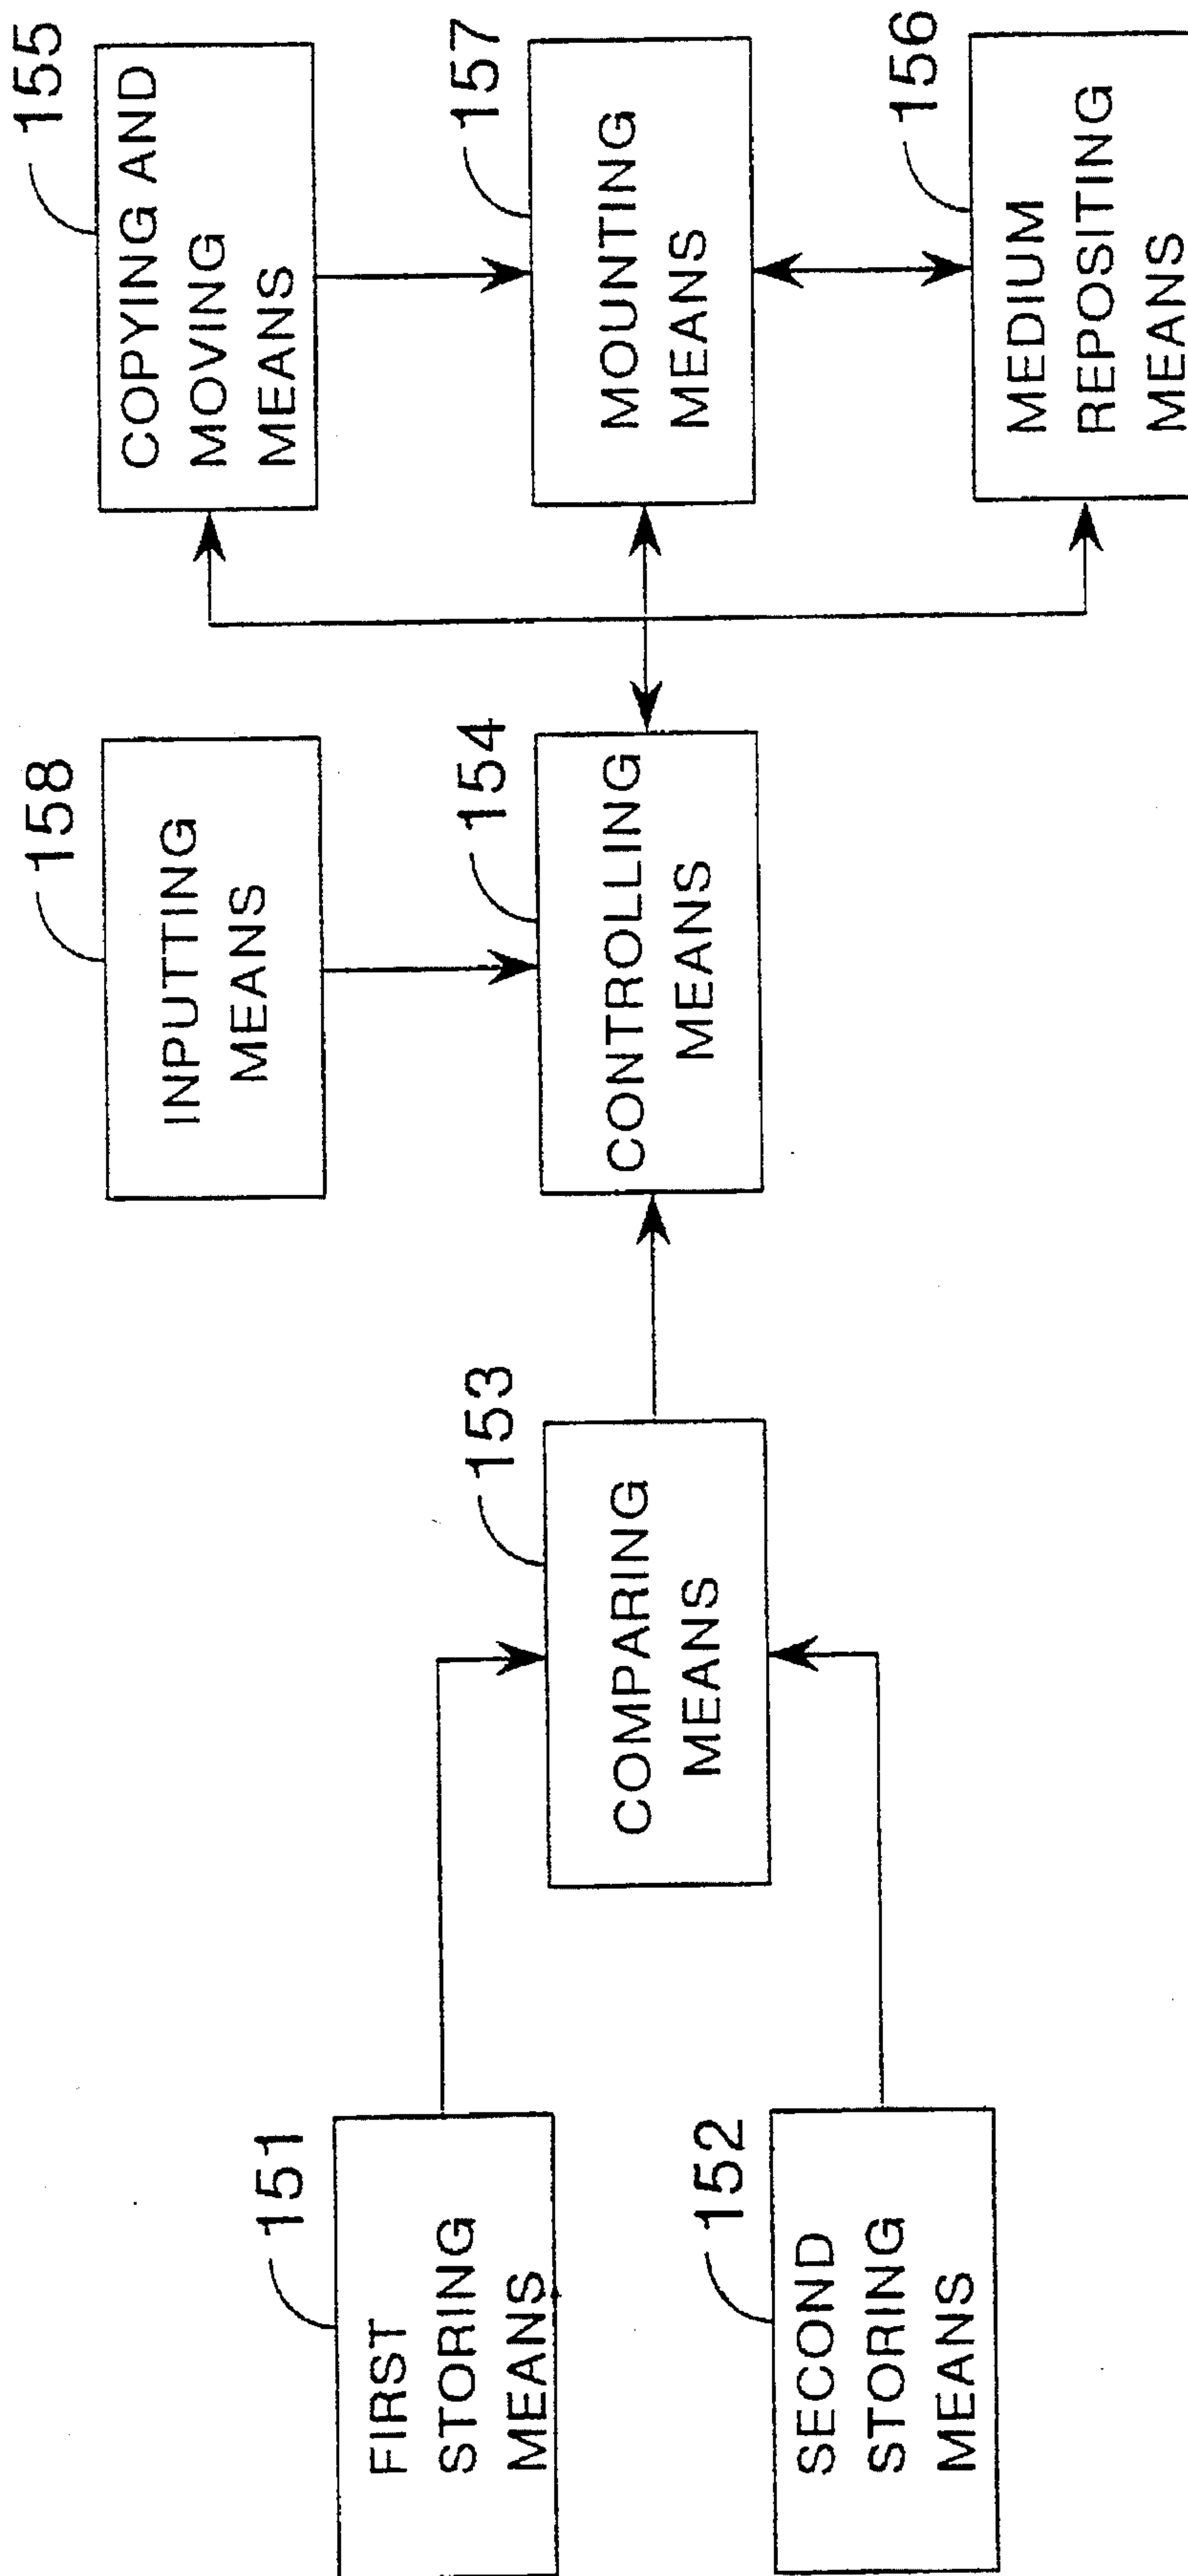 151
FIRST
STORING
MEANS
152
SECOND
STORING
MEANS
153
COMPARING
MEANS
158
INPUTTING
MEANS
154
CONTROLLING
MEANS
155
COPYING AND
MOVING
MEANS
157
MOUNTING
MEANS
156
MEDIUM
REPOSITING
MEANS